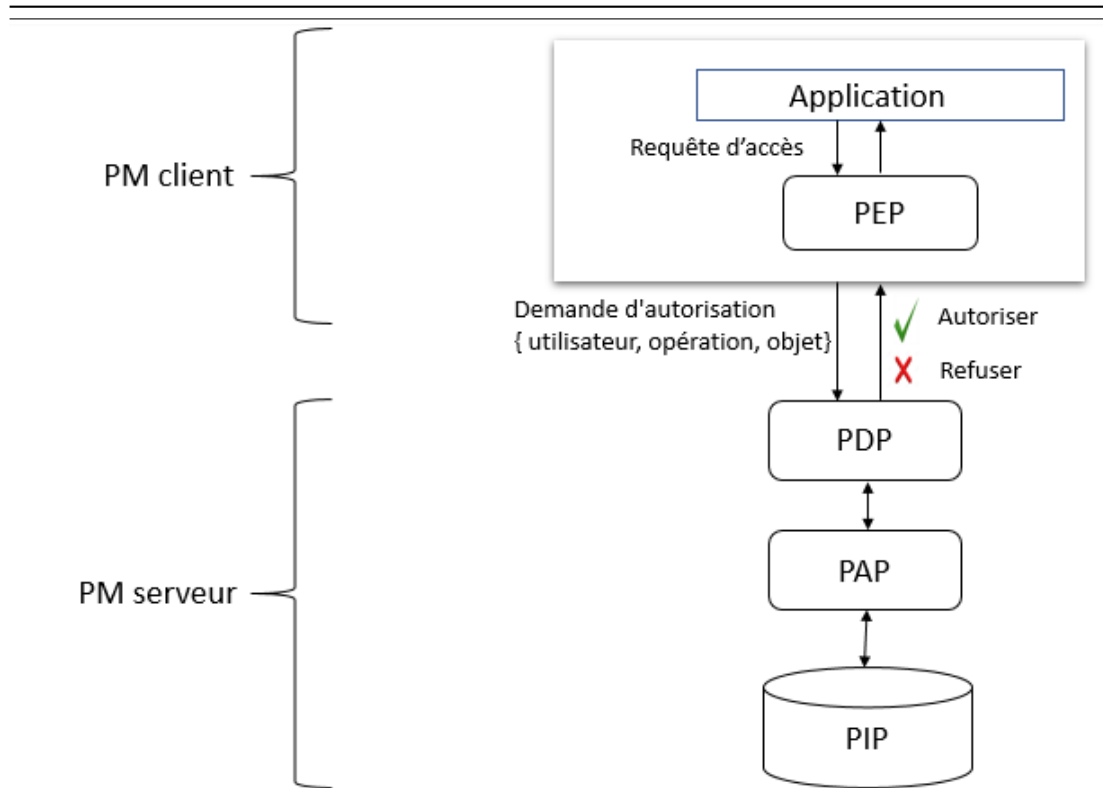 Application
Requête d'accès
PM client
PEP
Demande d'autorisation
{ utilisateur, opération, objet}
Autoriser
Refuser
PDP
PAP
PM serveur
PIP